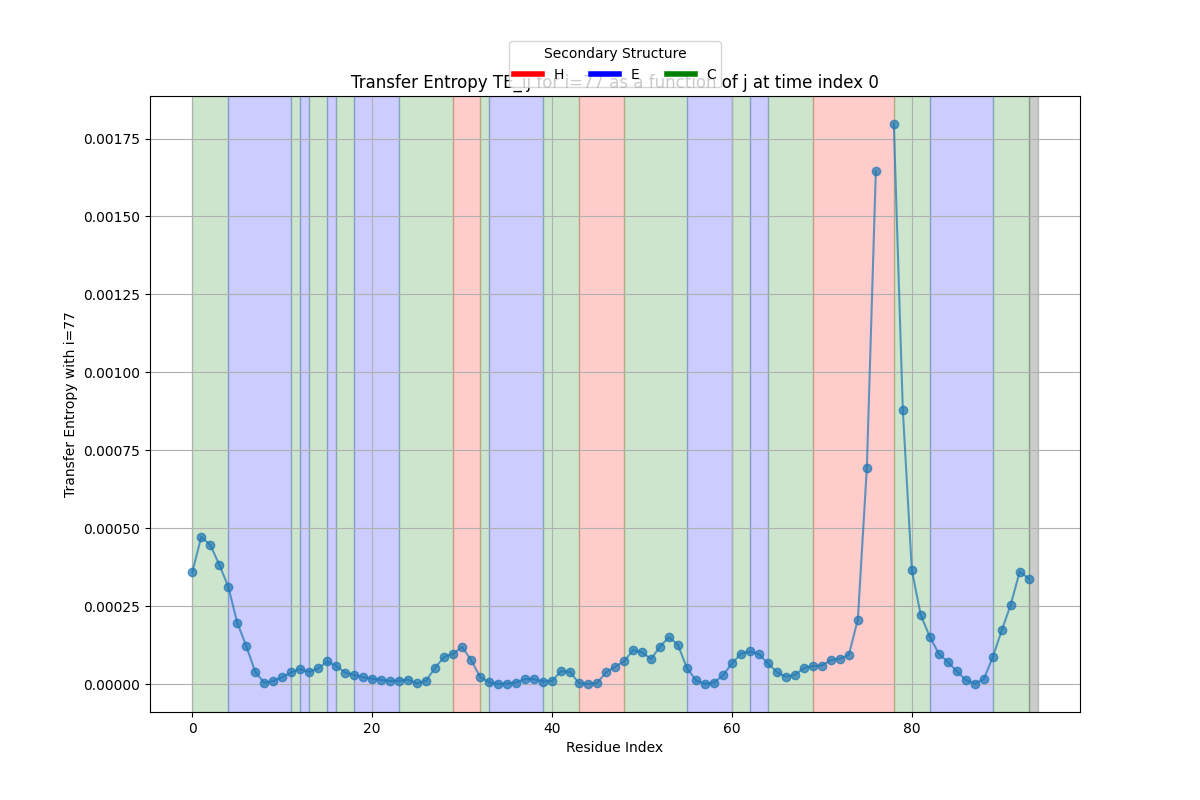 Secondary Structure
H E C
Transfer Entropy TE_ij for i=77 as a function of j at time index 0
0.00175
0.00150
0.00125
0.00100
0.00075
0.00050
0.00025
0.00000
Transfer Entropy with i=77
0 20 40 60 80
Residue Index